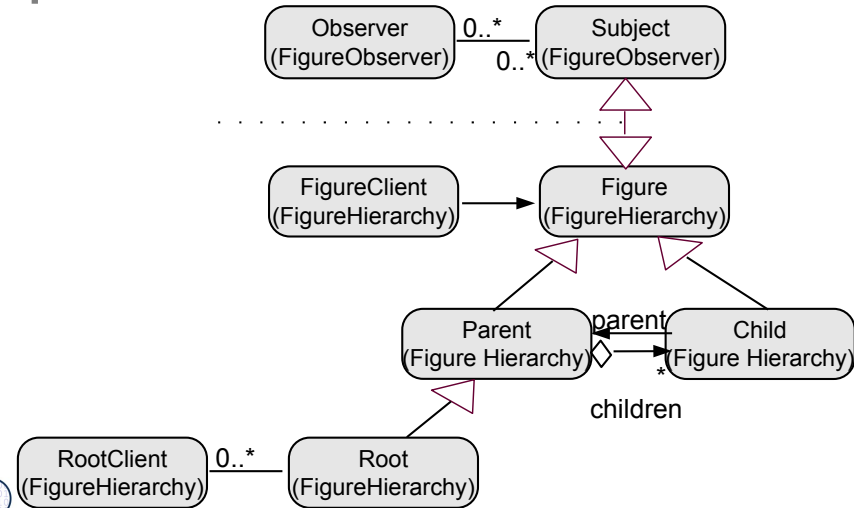 Observer
(FigureObserver)
0..*
0..*
Subject
(FigureObserver)
FigureClient
(FigureHierarchy)
Figure
(FigureHierarchy)
Parent
(Figure Hierarchy)
parent
*
children
Child
(Figure Hierarchy)
RootClient
(FigureHierarchy)
0..*
Root
(FigureHierarchy)